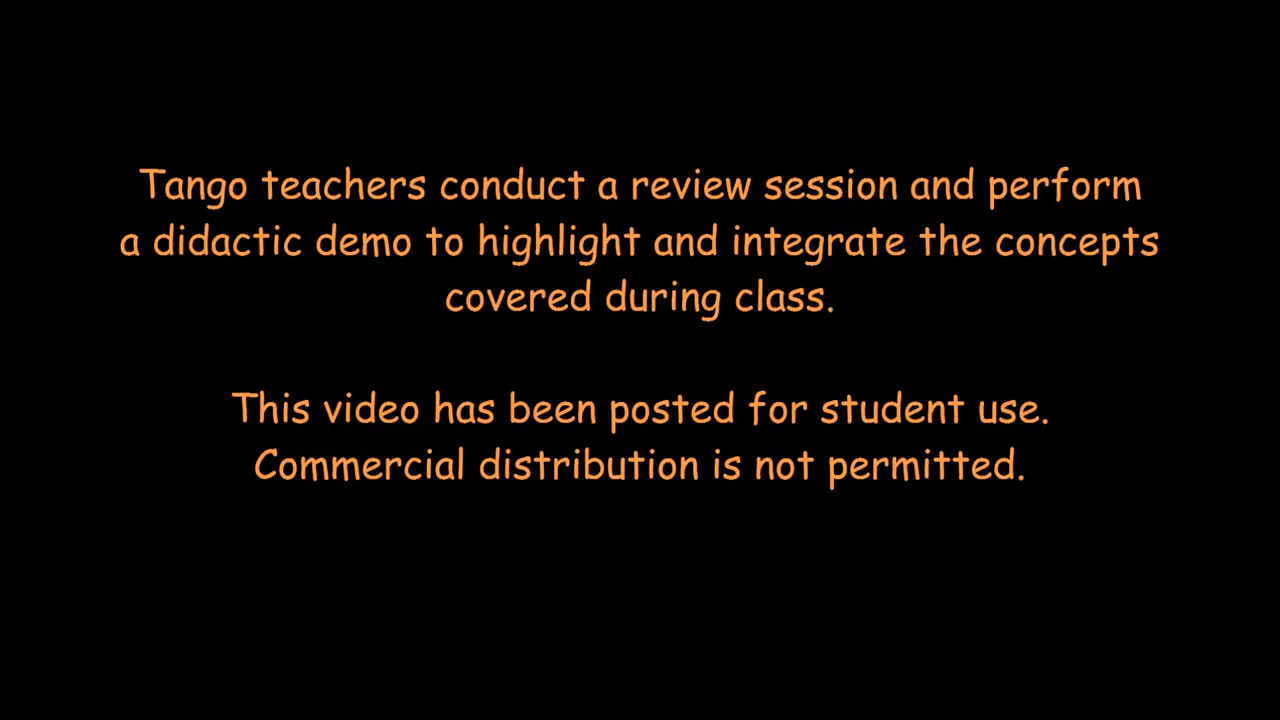 Tango teachers conduct a review session and perform
a didactic demo to highlight and integrate the concepts
covered during class.
This video has been posted for student use.
Commercial distribution is not permitted.